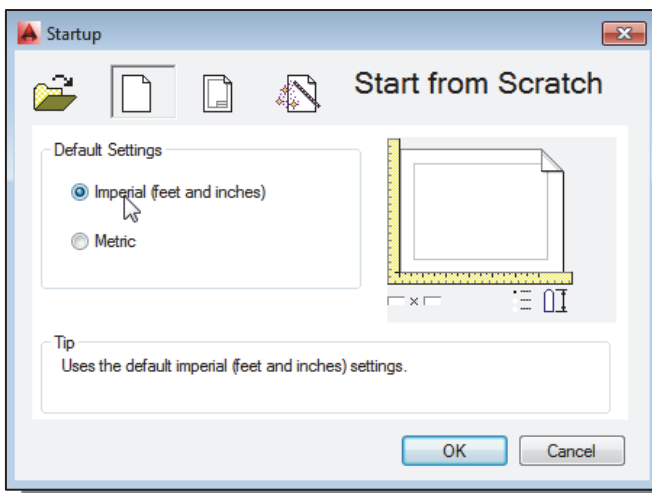 Startup
Start from Scratch
Default Settings
Imperial (feet and inches)
Metric
Tip
Uses the default imperial (feet and inches) settings.
OK
Cancel